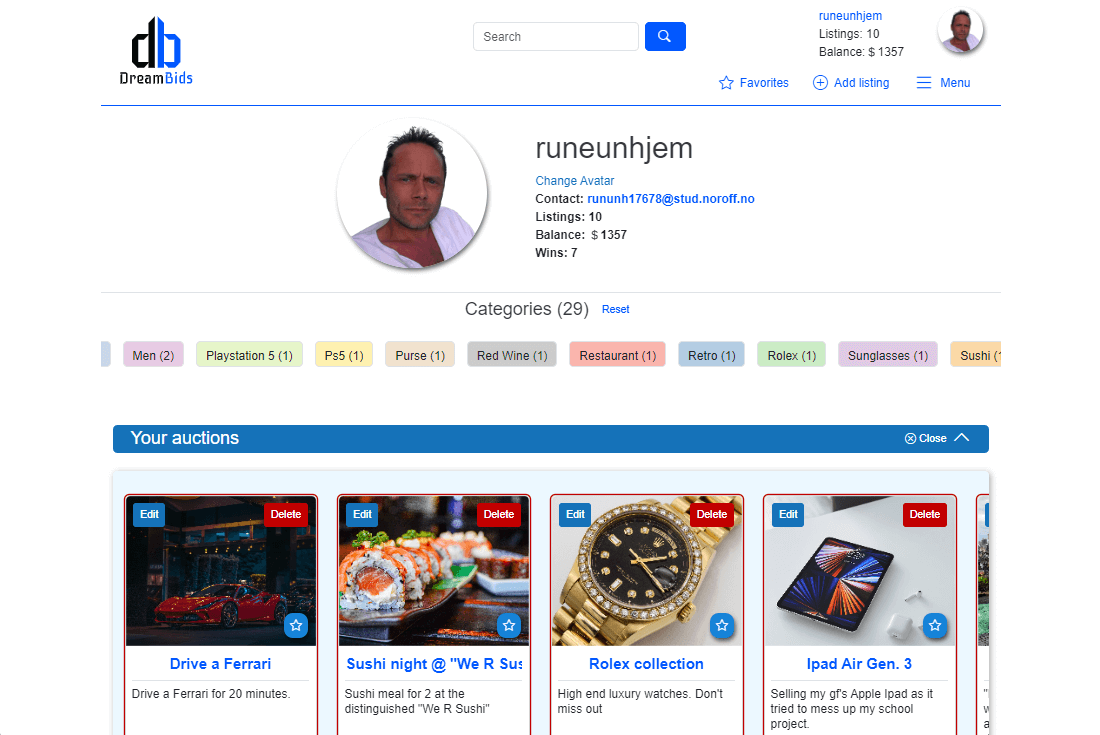 db
DreamBids
Search
runeunhjem
Listings: 10
Balance: $ 1357
Favorites
Add listing
Menu
runeunhjem
Change Avatar
Contact: rununh17678@stud.noroff.no
Listings: 10
Balance: $ 1357
Wins: 7
Categories (29) Reset
Men (2) Playstation 5 (1) Ps5 (1) Purse (1) Red Wine (1) Restaurant (1) Retro (1) Rolex (1) Sunglasses (1) Sushi (1
Your auctions Close
Edit Delete
Drive a Ferrari
Drive a Ferrari for 20 minutes.
Edit Delete
Sushi night @ "We R Sus
Sushi meal for 2 at the
distinguished "We R Sushi"
Edit Delete
Rolex collection
High end luxury watches. Don't
miss out
Edit Delete
Ipad Air Gen. 3
Selling my gf's Apple Ipad as it
tried to mess up my school
project.